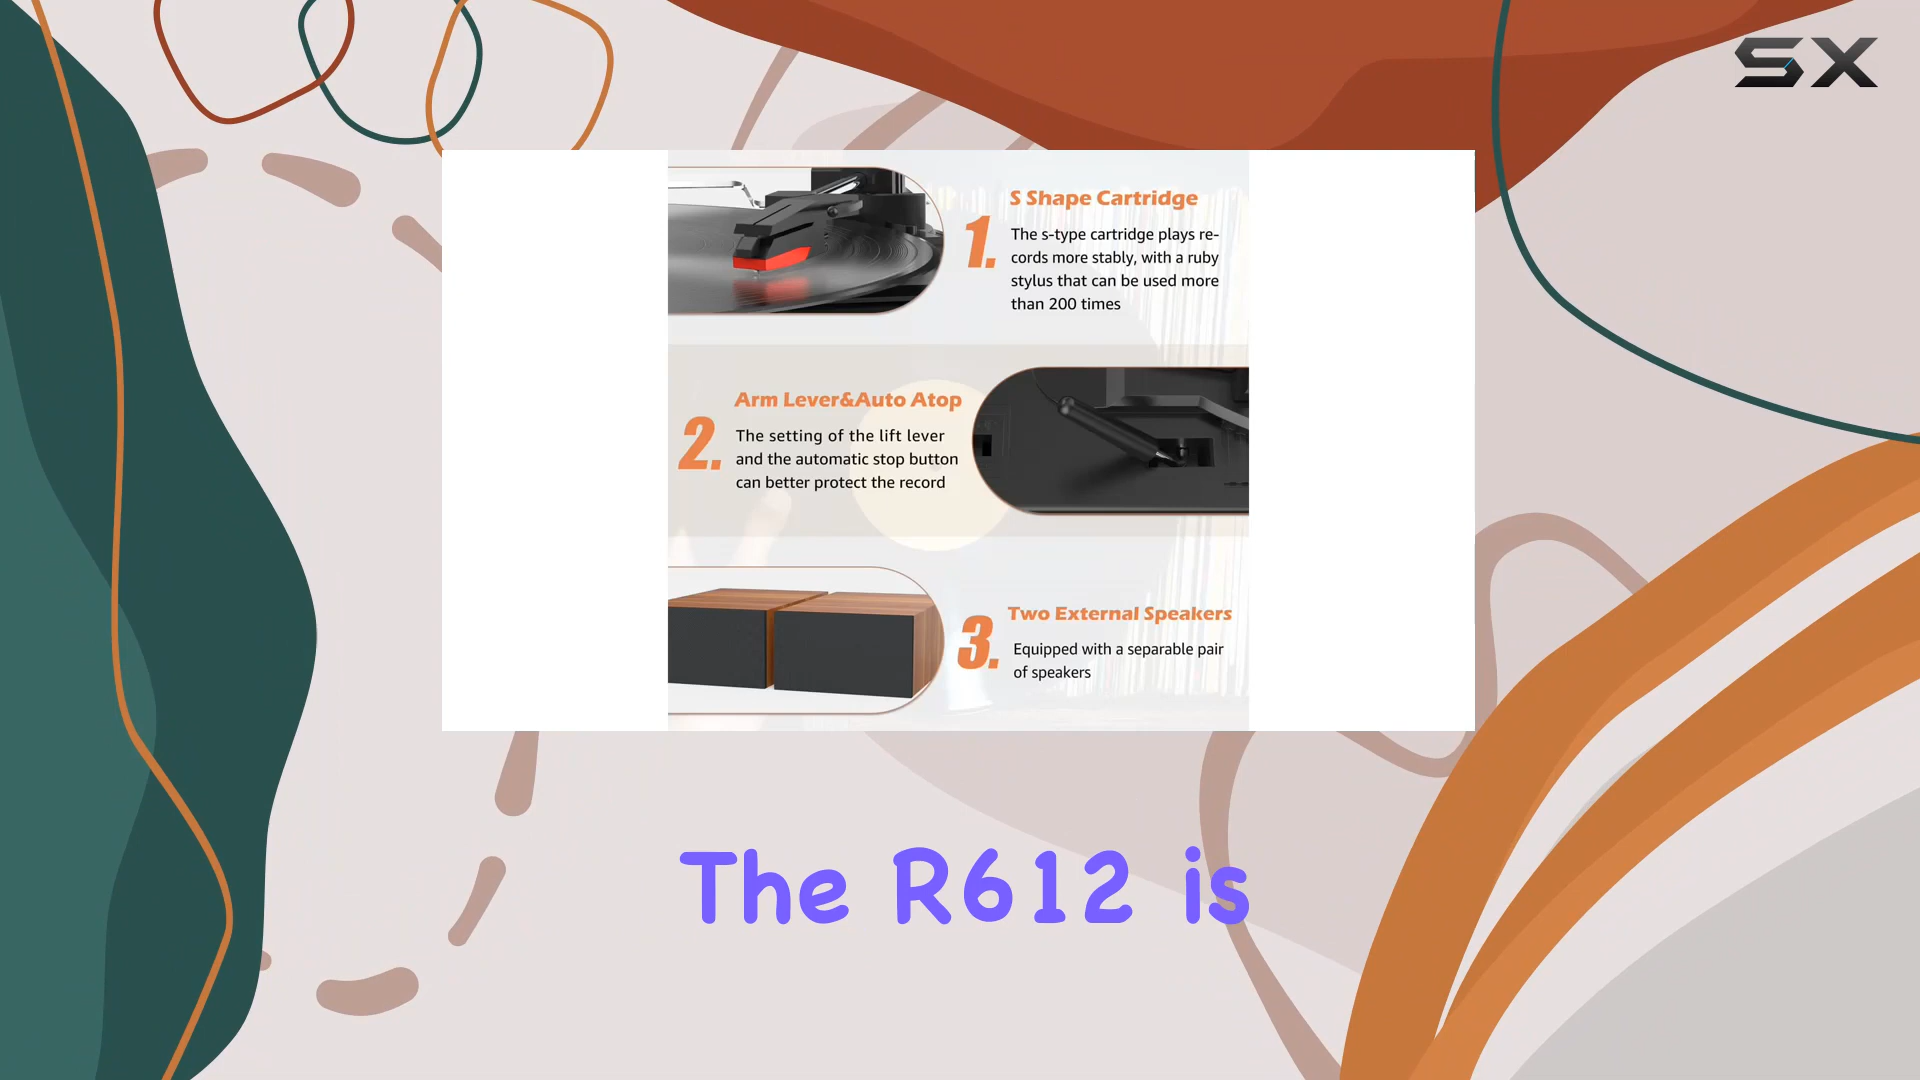 SX
S Shape Cartridge
1.
The s-type cartridge plays re-
cords more stably, with a ruby
stylus that can be used more
than 200 times
Arm Lever&Auto Atop
2.
The setting of the lift lever
and the automatic stop button
can better protect the record
Two External Speakers
3.
Equipped with a separable pair
of speakers
The R612 is